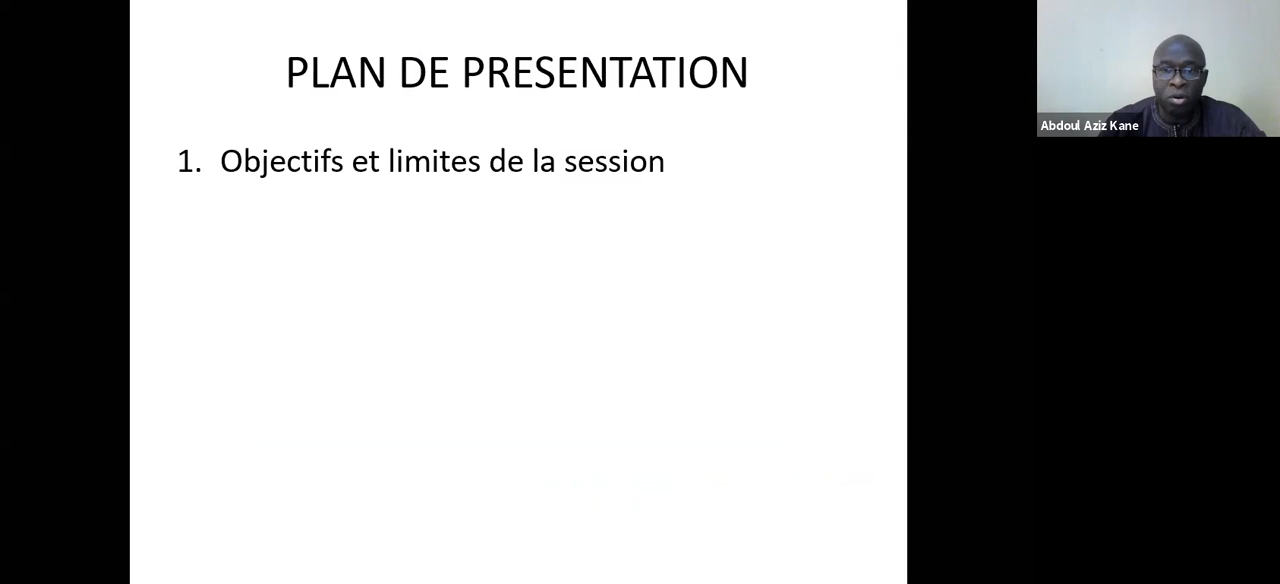 PLAN DE PRESENTATION
1. Objectifs et limites de la session
Abdoul Aziz Kane